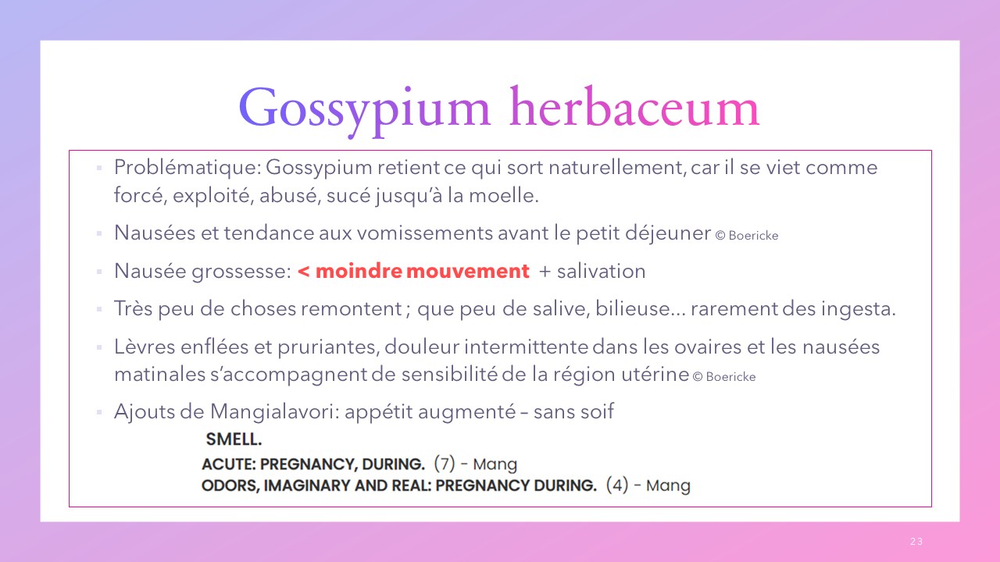 Gossypium herbaceum
Problématique: Gossypium retient ce qui sort naturellement, car il se viet comme
forcé, exploité, abusé, sucé jusqu’à la moelle.
Nausées et tendance aux vomissements avant le petit déjeuner © Boericke
Nausée grossesse: < moindre mouvement + salivation
Très peu de choses remontent ; que peu de salive, bilieuse... rarement des ingesta.
Lèvres enflées et pruriantes, douleur intermittente dans les ovaires et les nausées
matinales s’accompagnent de sensibilité de la région utérine © Boericke
Ajouts de Mangialavori: appétit augmenté – sans soif
SMELL.
ACUTE: PREGNANCY, DURING. (7) - Mang
ODORS, IMAGINARY AND REAL: PREGNANCY DURING. (4) - Mang
23